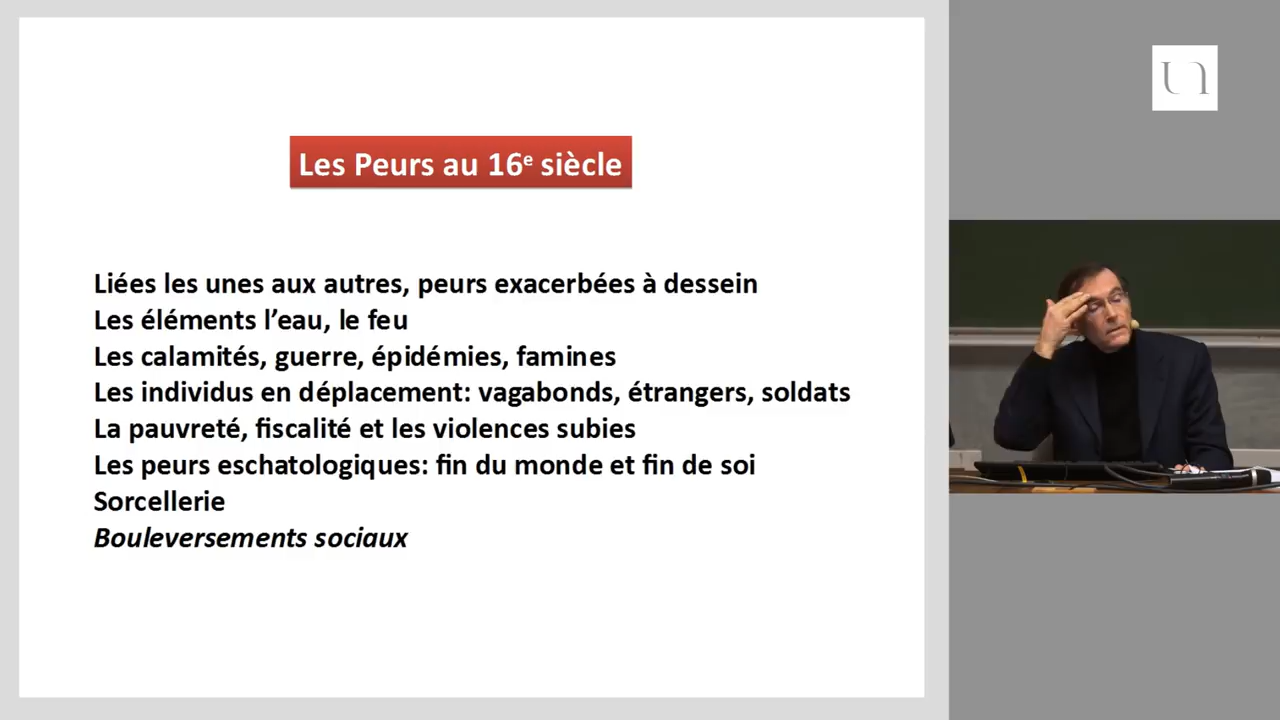 Les Peurs au 16e siècle
Liées les unes aux autres, peurs exacerbées à dessein
Les éléments l’eau, le feu
Les calamités, guerre, épidémies, famines
Les individus en déplacement: vagabonds, étrangers, soldats
La pauvreté, fiscalité et les violences subies
Les peurs eschatologiques: fin du monde et fin de soi
Sorcellerie
Bouleversements sociaux